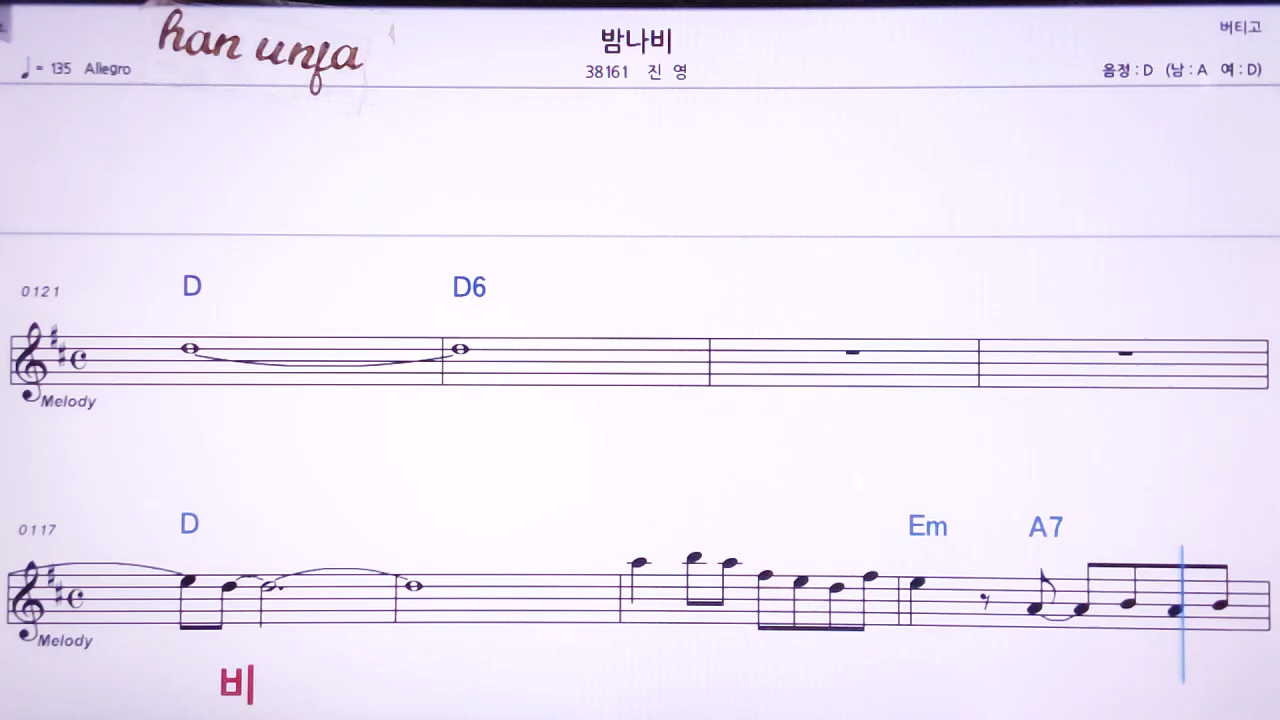 han unfa
밤나비
버티고
♩= 135 Allegro
38161 진 영
음정 : D (남 : A 여 : D)
0121
D
D6
Melody
0117
D
Em
A7
Melody
비